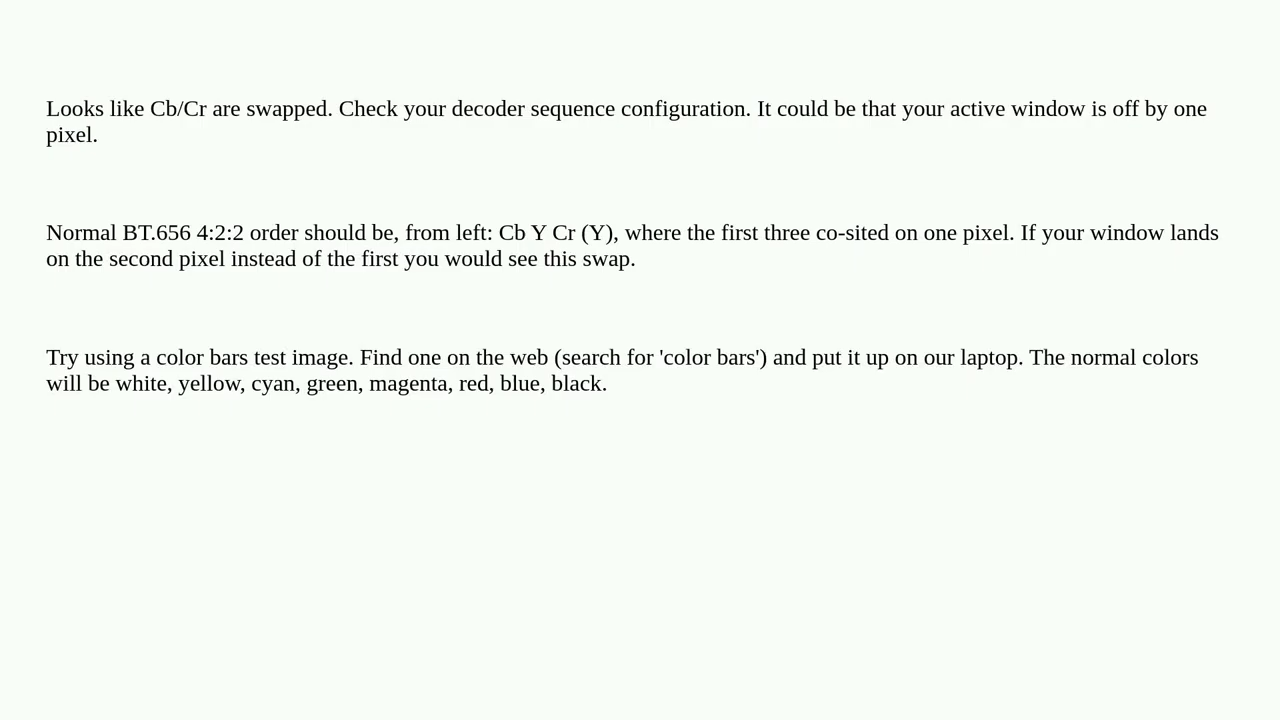 Looks like Cb/Cr are swapped. Check your decoder sequence configuration. It could be that your active window is off by one
pixel.
Normal BT.656 4:2:2 order should be, from left: Cb Y Cr (Y), where the first three co-sited on one pixel. If your window lands
on the second pixel instead of the first you would see this swap.
Try using a color bars test image. Find one on the web (search for 'color bars') and put it up on our laptop. The normal colors
will be white, yellow, cyan, green, magenta, red, blue, black.